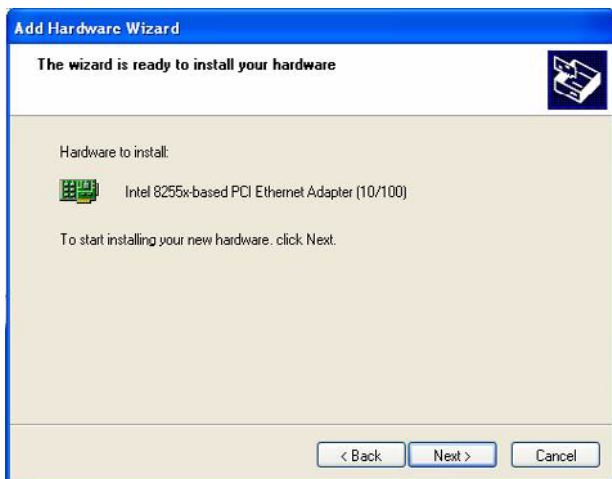 Add Hardware Wizard
The wizard is ready to install your hardware
Hardware to install:
Intel 8255x-based PCI Ethernet Adapter (10/100)
To start installing your new hardware. click Next.
< Back Next > Cancel